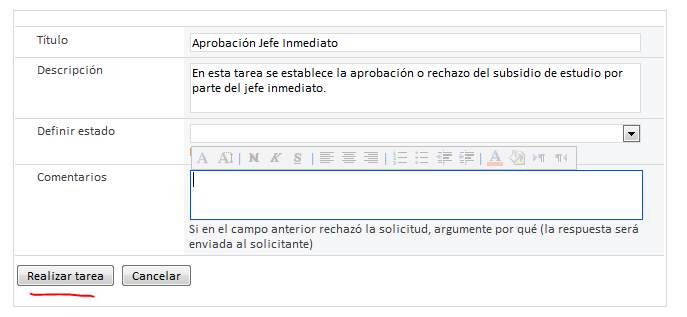 Título
Aprobación Jefe Inmediato
Descripción
En esta tarea se establece la aprobación o rechazo del subsidio de estudio por
parte del jefe inmediato.
Definir estado
A A N K S A
Comentarios
Si en el campo anterior rechazó la solicitud, argumente por qué (la respuesta será
enviada al solicitante)
Realizar tarea Cancelar